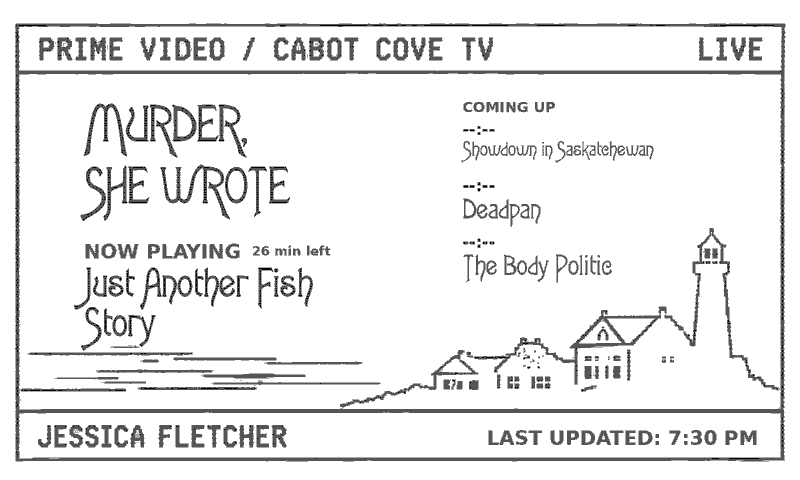 PRIME VIDEO / CABOT COVE TV
LIVE
MURDER,
SHE WROTE
NOW PLAYING 26 min left
Just Another Fish
Story
COMING UP
--:--
Showdown in Saskatchewan
--:--
Deadpan
--:--
The Body Politic
JESSICA FLETCHER
LAST UPDATED: 7:30 PM